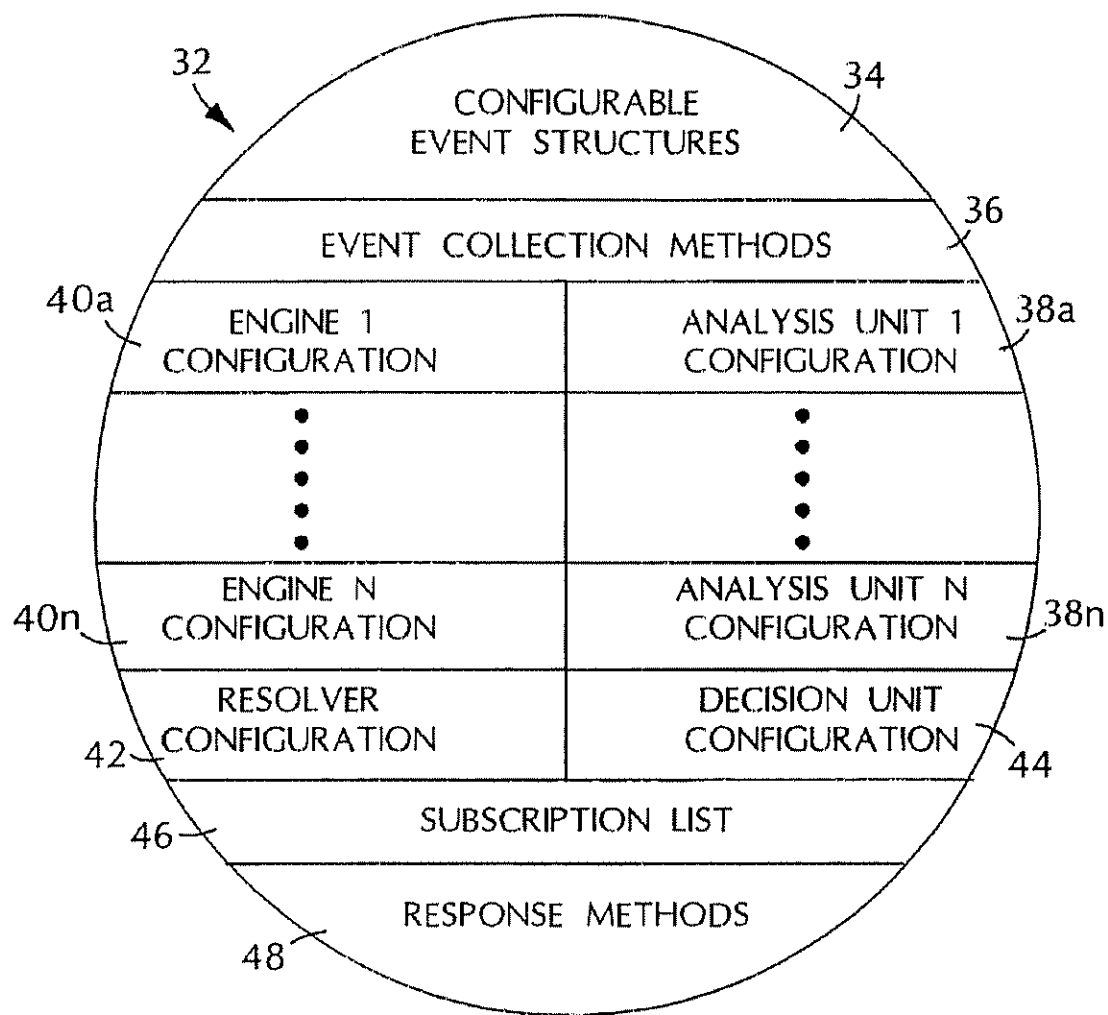 32
34
CONFIGURABLE
EVENT STRUCTURES
36
EVENT COLLECTION METHODS
40a
ENGINE 1
CONFIGURATION
ANALYSIS UNIT 1
CONFIGURATION
38a
40n
ENGINE N
CONFIGURATION
ANALYSIS UNIT N
CONFIGURATION
38n
42
RESOLVER
CONFIGURATION
DECISION UNIT
CONFIGURATION
44
46
SUBSCRIPTION LIST
48
RESPONSE METHODS